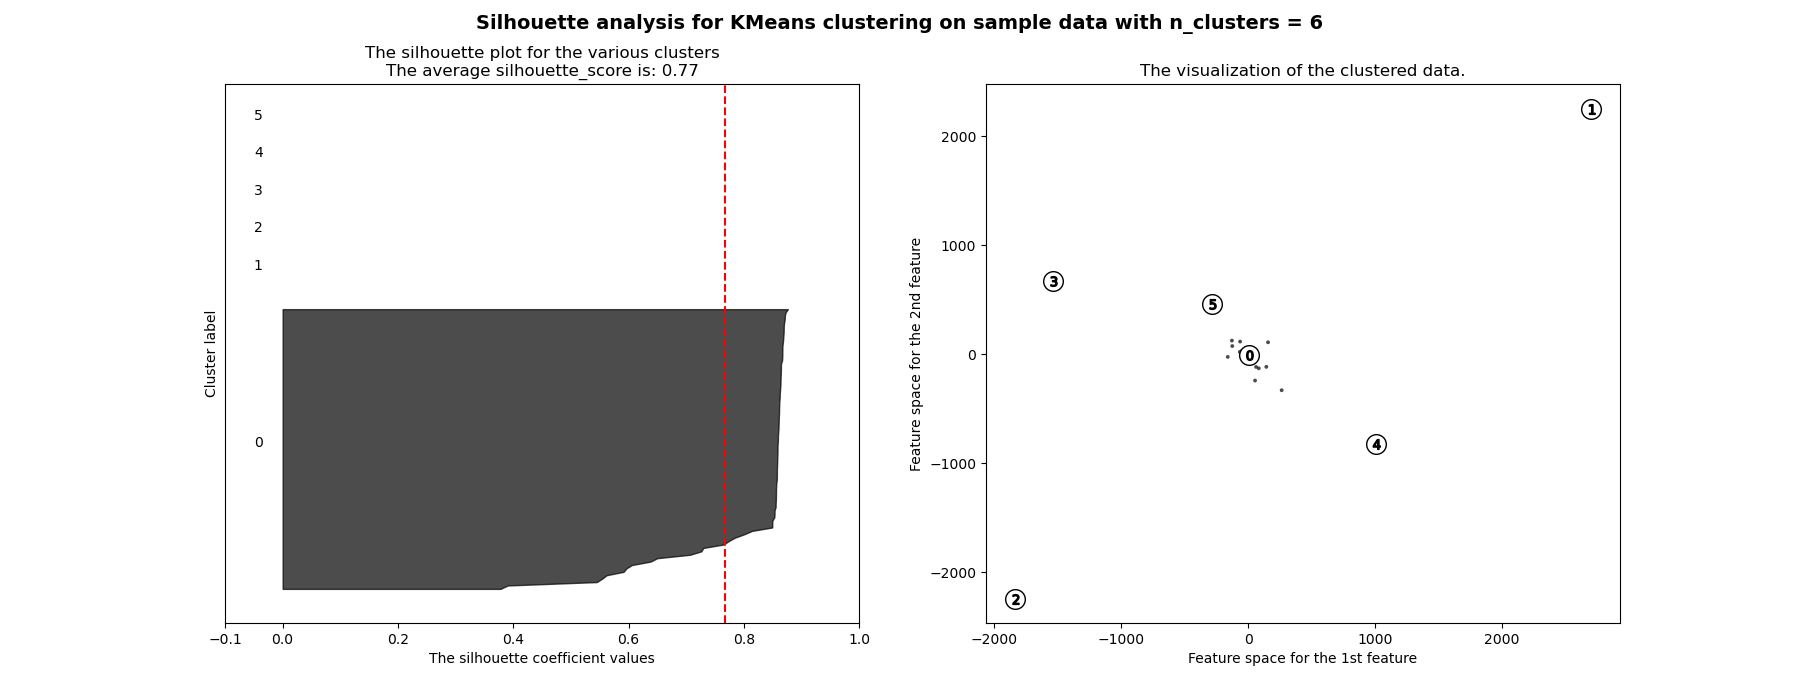 Silhouette analysis for KMeans clustering on sample data with n_clusters = 6
The silhouette plot for the various clusters
The average silhouette_score is: 0.77
5
4
3
2
1
0
Cluster label
−0.1 0.0 0.2 0.4 0.6 0.8 1.0
The silhouette coefficient values
The visualization of the clustered data.
2000
1000
0
−1000
−2000
Feature space for the 2nd feature
1
3
5
0
4
2
−2000 −1000 0 1000 2000
Feature space for the 1st feature